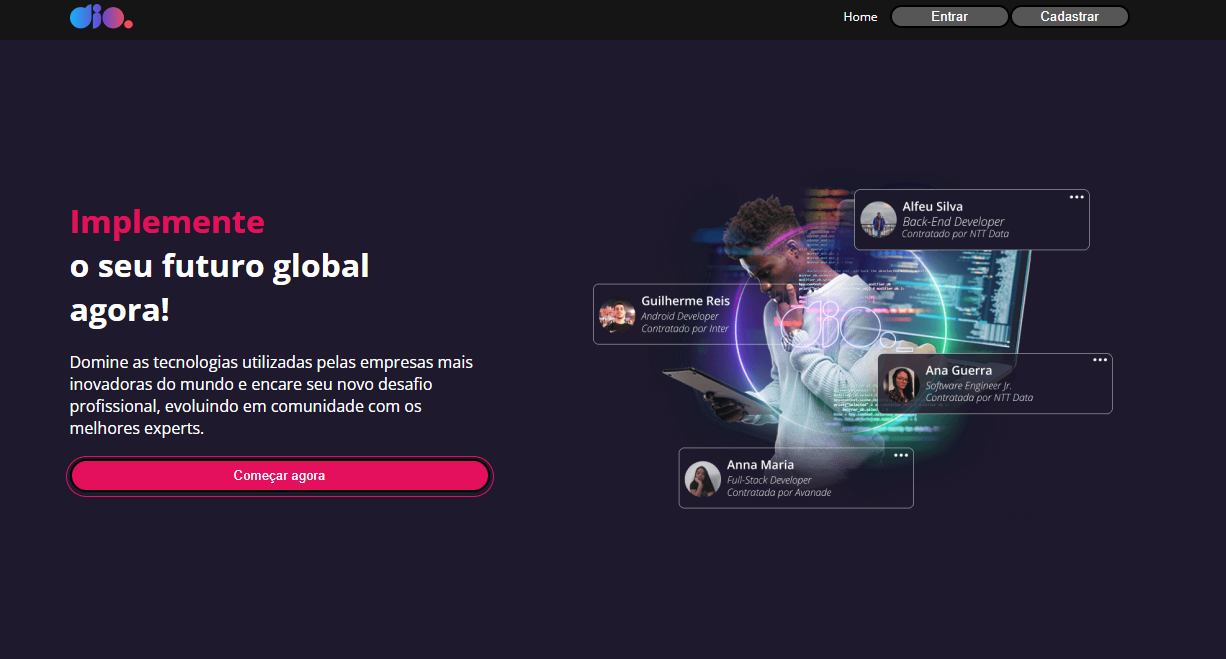 dio.
Home
Entrar
Cadastrar
Implemente
o seu futuro global
agora!
Domine as tecnologias utilizadas pelas empresas mais
inovadoras do mundo e encare seu novo desafio
profissional, evoluindo em comunidade com os
melhores experts.
Começar agora
Alfeu Silva
Back-End Developer
Contratado por NTT Data
Guilherme Reis
Android Developer
Contratado por Inter
dio._
Ana Guerra
Software Engineer Jr.
Contratada por NTT Data
Anna Maria
Full-Stack Developer
Contratada por Avanade